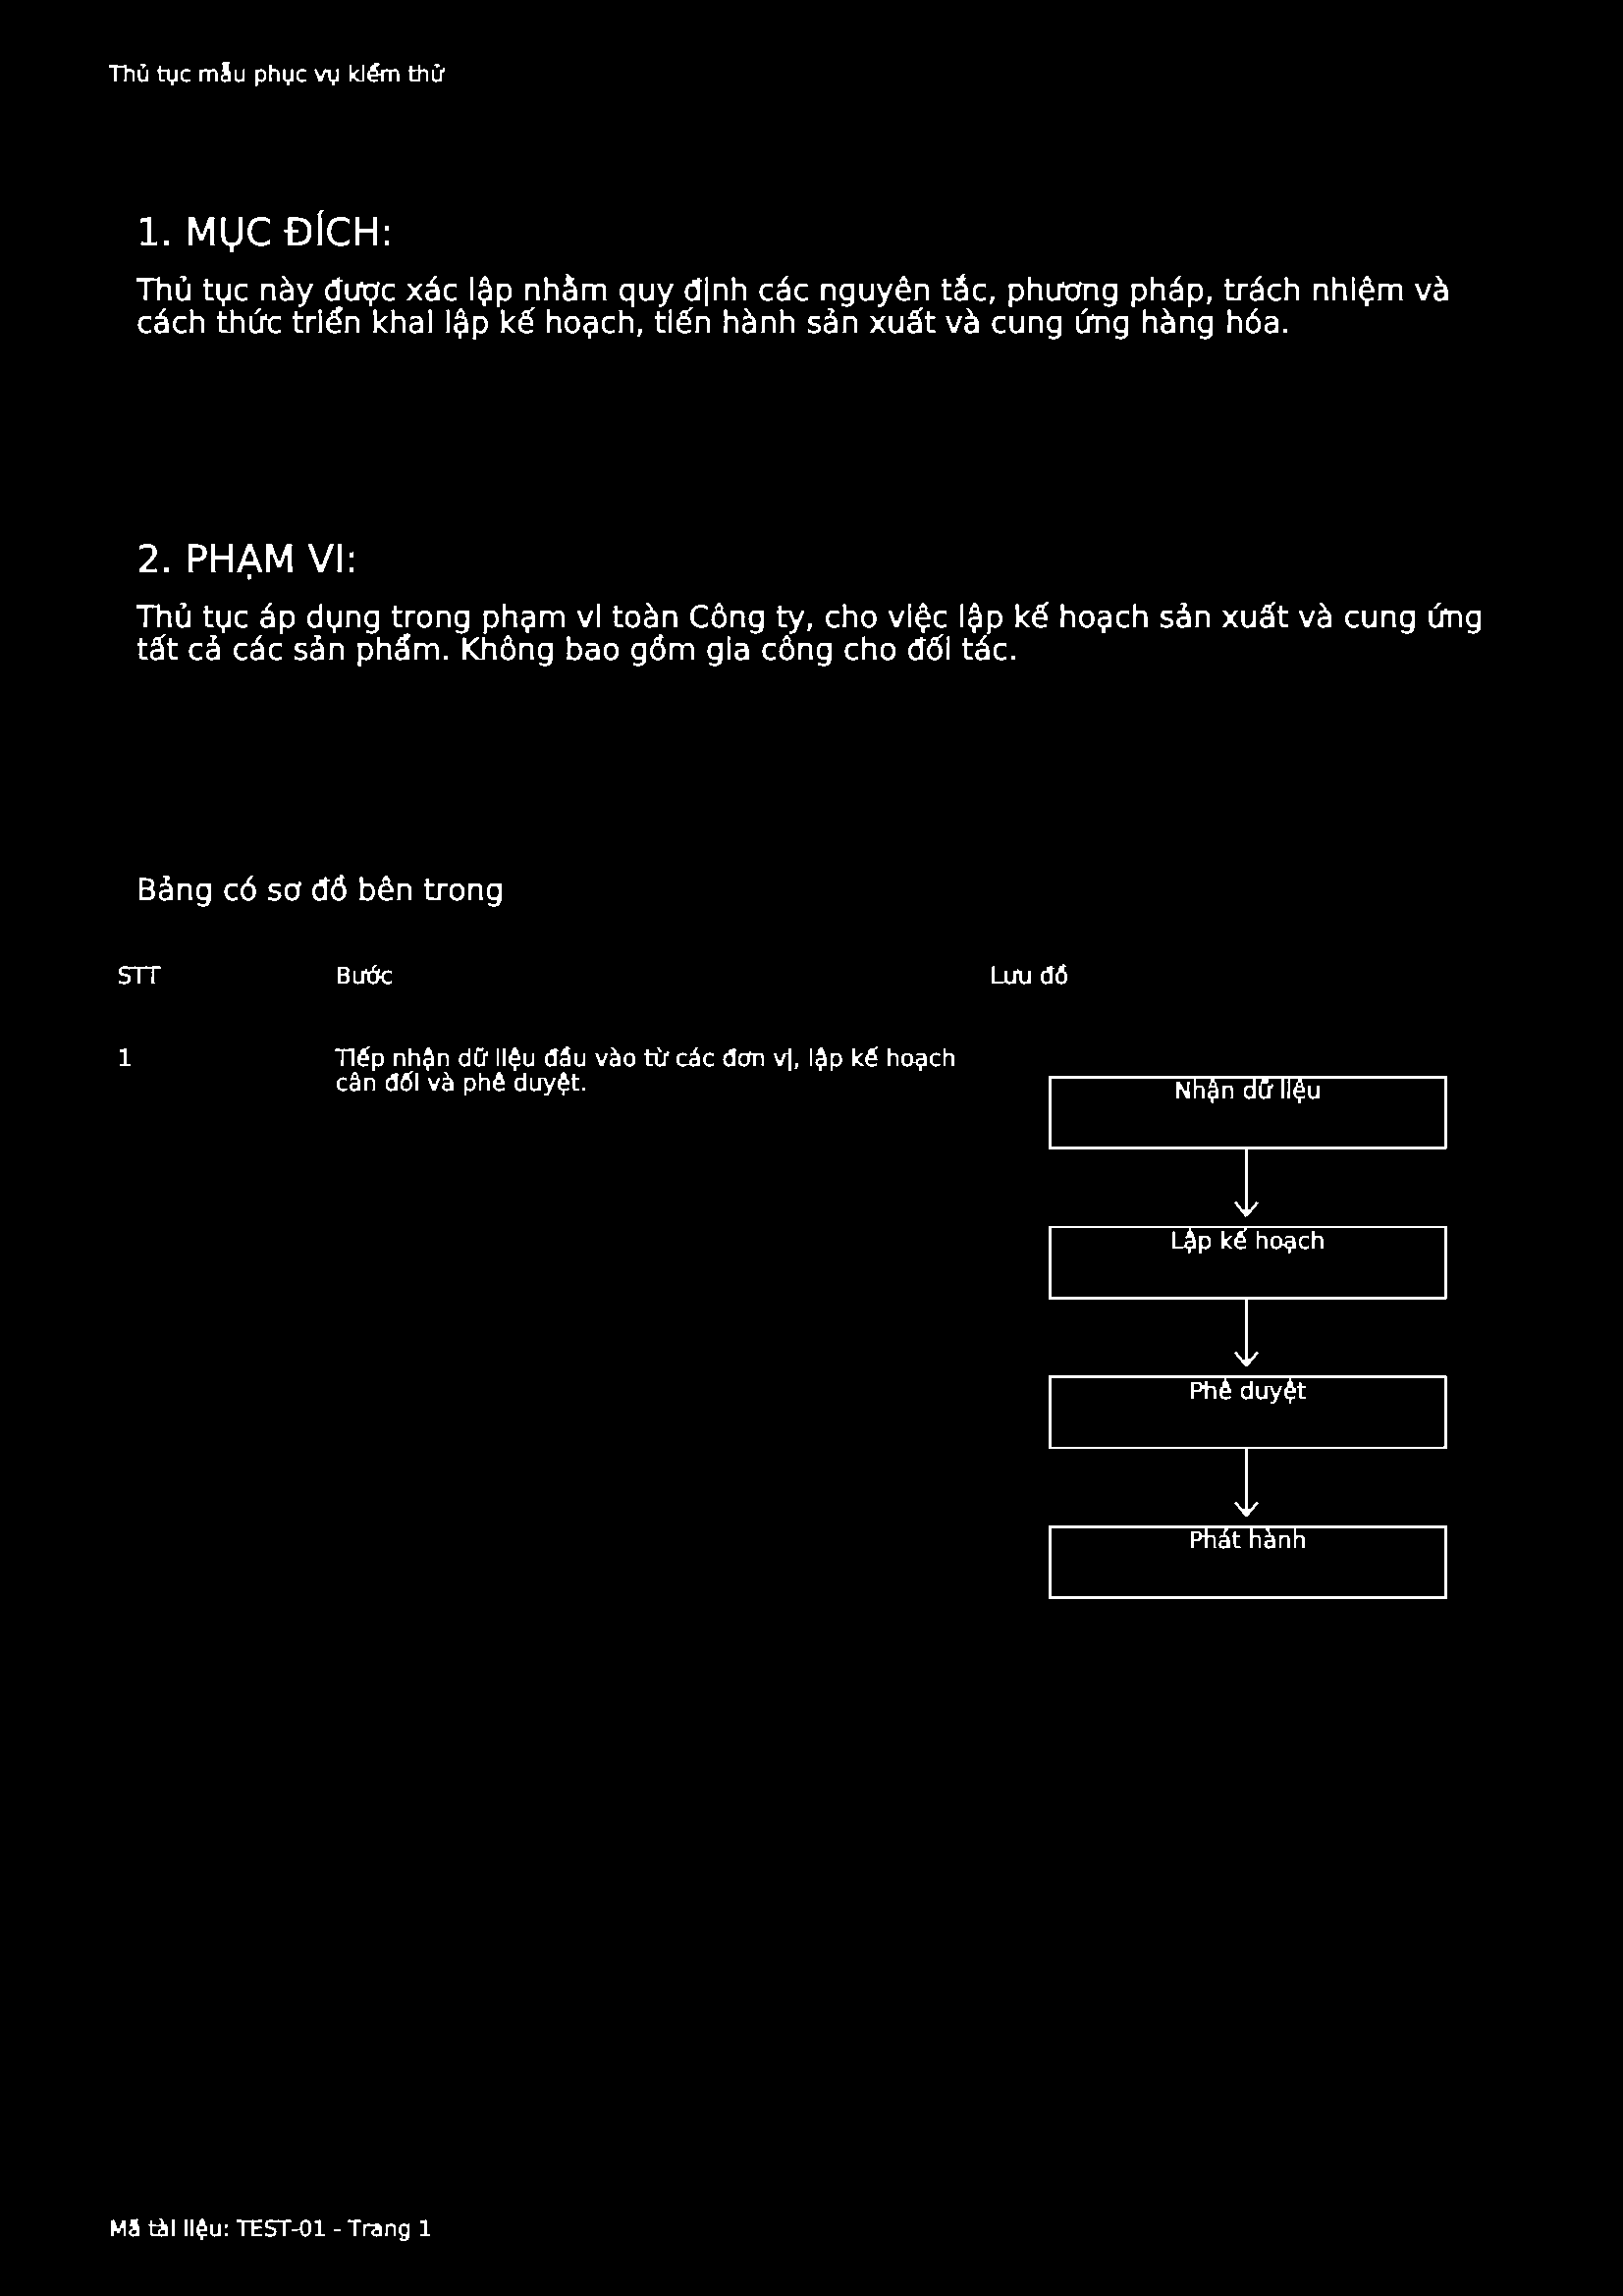 Thủ tục mẫu phục vụ kiểm thử
1. MỤC ĐÍCH:
Thủ tục này được xác lập nhằm quy định các nguyên tắc, phương pháp, trách nhiệm và
cách thức triển khai lập kế hoạch, tiến hành sản xuất và cung ứng hàng hóa.
2. PHẠM VI:
Thủ tục áp dụng trong phạm vi toàn Công ty, cho việc lập kế hoạch sản xuất và cung ứng
tất cả các sản phẩm. Không bao gồm gia công cho đối tác.
Bảng có sơ đồ bên trong
STT Bước Lưu đồ
1 Tiếp nhận dữ liệu đầu vào từ các đơn vị, lập kế hoạch
cân đối và phê duyệt.
Nhận dữ liệu
Lập kế hoạch
Phê duyệt
Phát hành
Mã tài liệu: TEST-01 - Trang 1